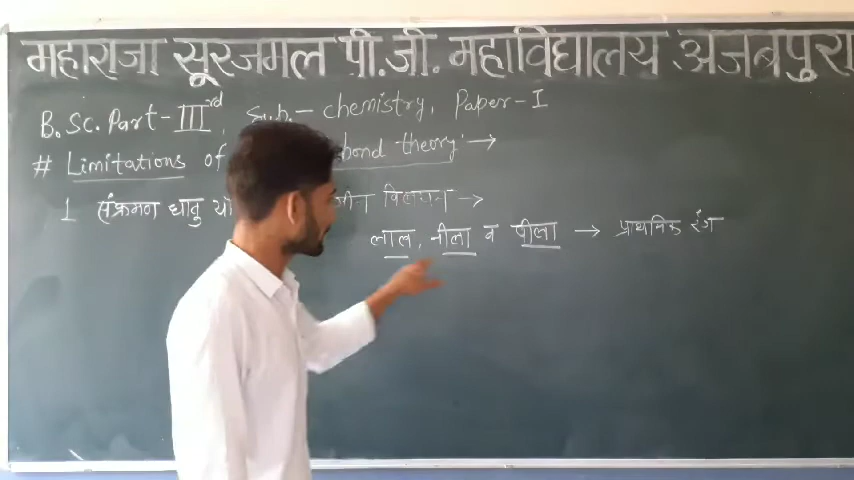 महाराजा सूरजमल पी.जी. महाविद्यालय अजबपुरा
B.Sc. Part-IIIrd, Sub.- chemistry, Paper-I
# Limitations of bond theory →
1 संक्रमण धातु →
लाल, नीला व पीला → प्राथमिक रंग